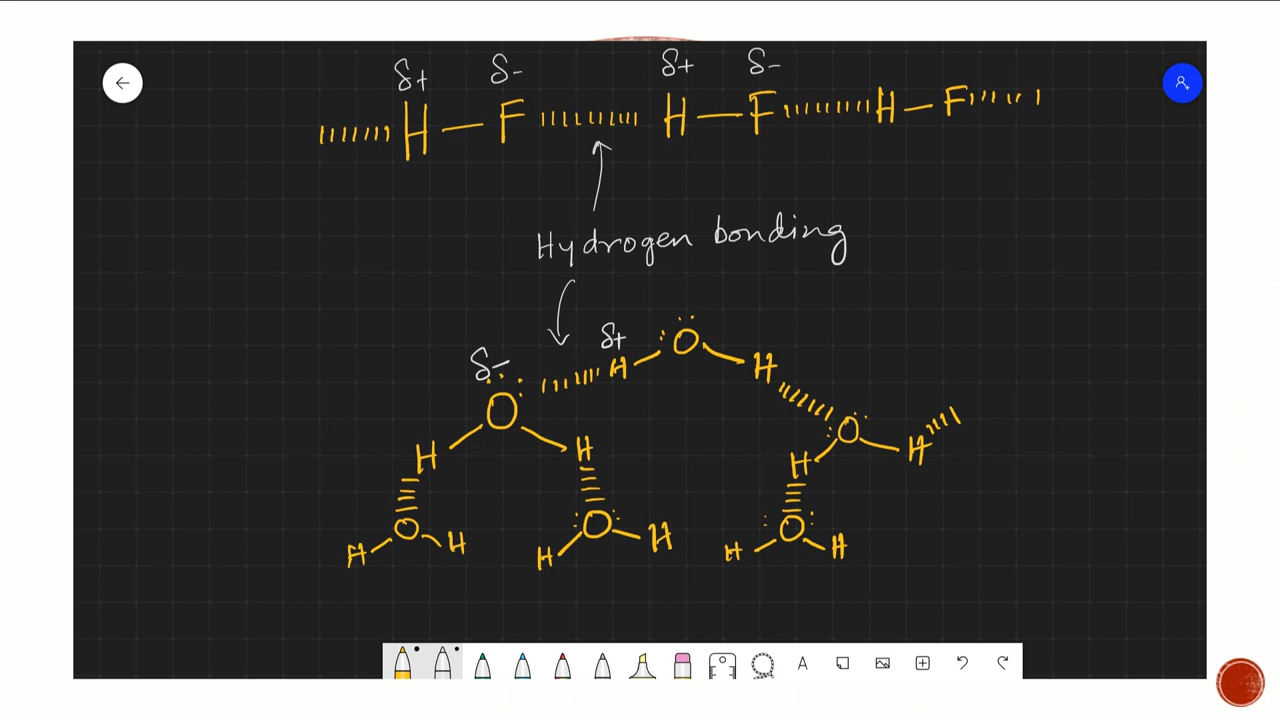 δ+ δ- δ+ δ-
H — F H — F H — F
Hydrogen bonding
δ+
δ-
O
H H
O
O
H H H H
O O O
H H H H H H
A